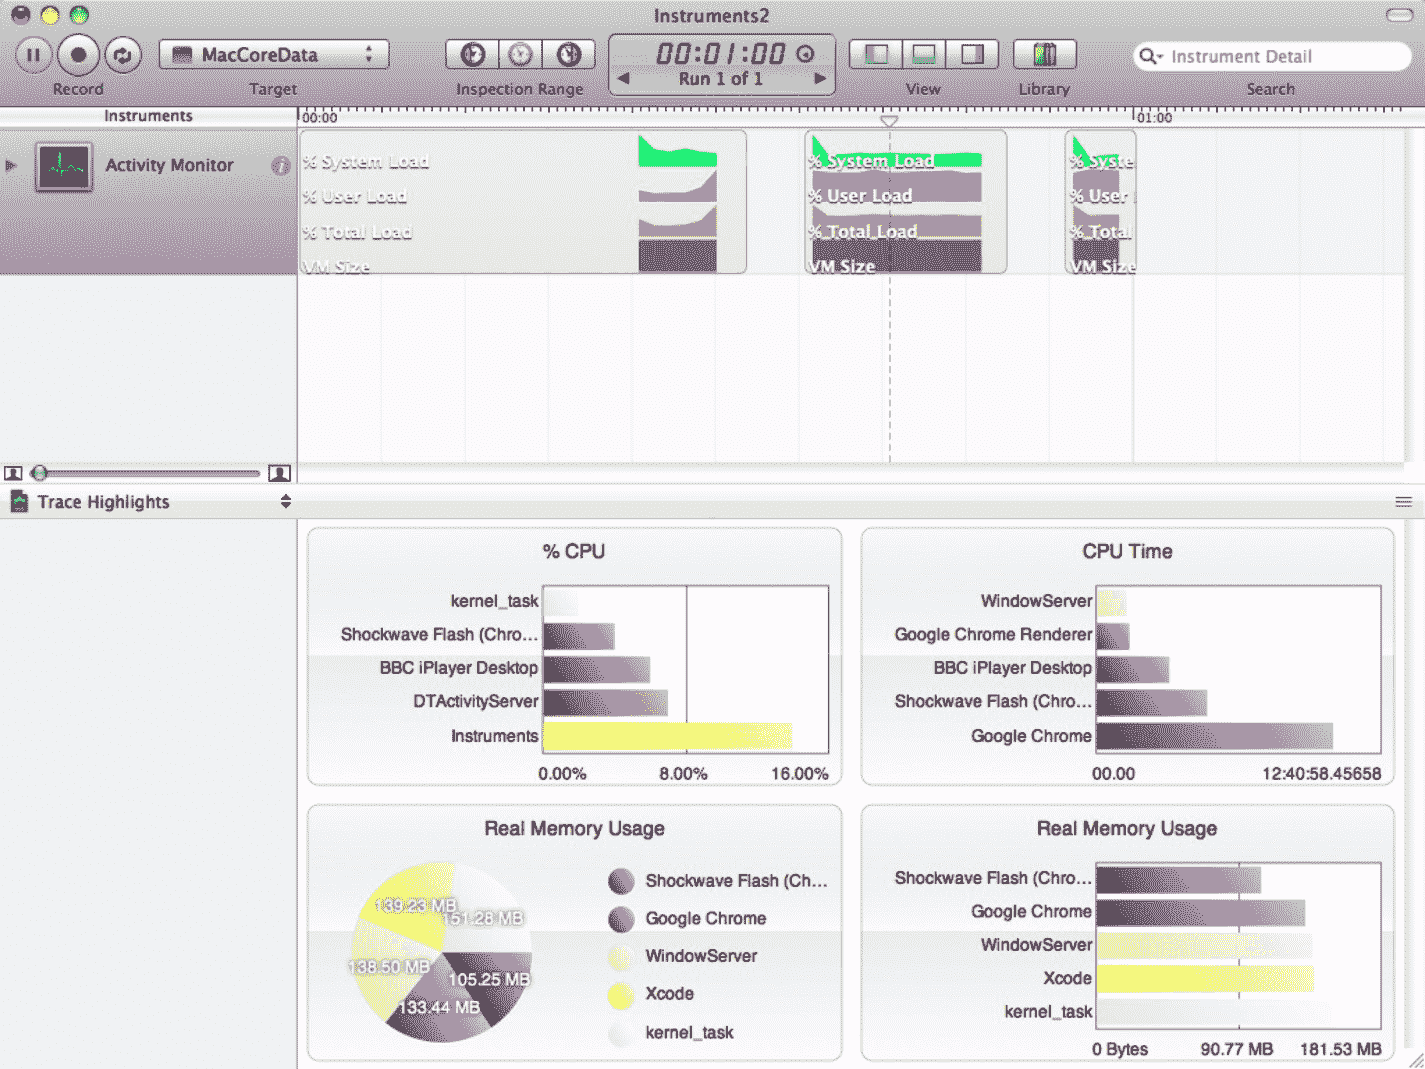 Instruments2
MacCoreData
00:01:00
Run 1 of 1
Instrument Detail
Record
Target
Inspection Range
View
Library
Search
Instruments
00:00
01:00
Activity Monitor
% System Load
% User Load
% Total Load
VM Size
% System Load
% User Load
% Total Load
VM Size
% Syste
% User
% Total
VM Size
Trace Highlights
% CPU
kernel_task
Shockwave Flash (Chro...
BBC iPlayer Desktop
DTActivityServer
Instruments
0.00% 8.00% 16.00%
CPU Time
WindowServer
Google Chrome Renderer
BBC iPlayer Desktop
Shockwave Flash (Chro...
Google Chrome
00.00 12:40:58.45658
Real Memory Usage
139.23 MB
151.28 MB
138.50 MB
105.25 MB
133.44 MB
Shockwave Flash (Ch...
Google Chrome
WindowServer
Xcode
kernel_task
Real Memory Usage
Shockwave Flash (Chro...
Google Chrome
WindowServer
Xcode
kernel_task
0 Bytes 90.77 MB 181.53 MB